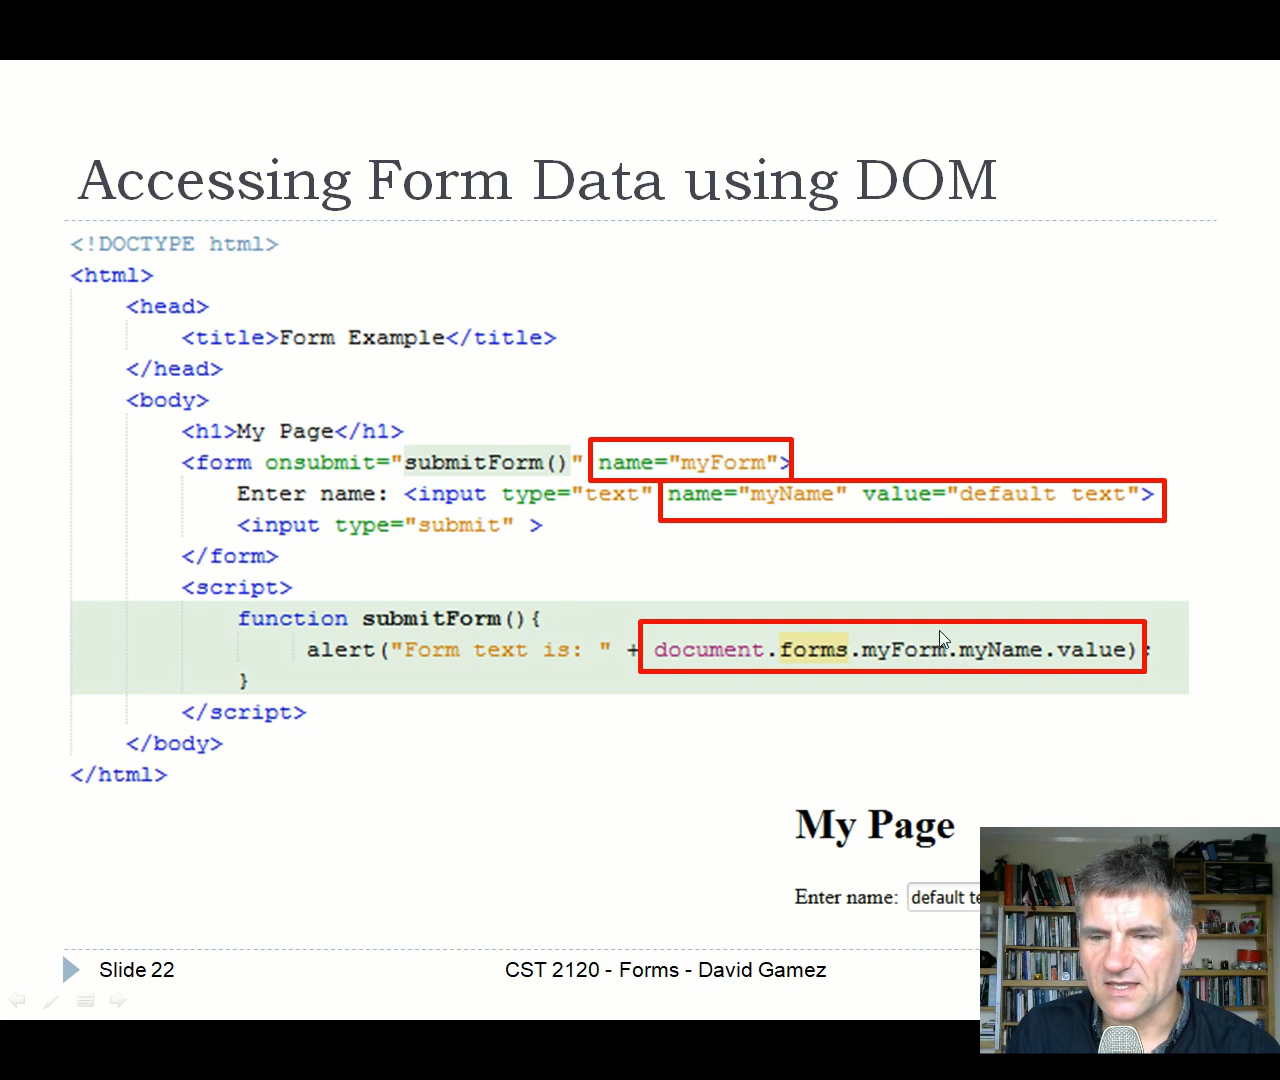 Accessing Form Data using DOM
<!DOCTYPE html>
<html>
<head>
<title>Form Example</title>
</head>
<body>
<h1>My Page</h1>
<form onsubmit="submitForm()" name="myForm">
Enter name: <input type="text" name="myName" value="default text">
<input type="submit" >
</form>
<script>
function submitForm(){
alert("Form text is: " + document.forms.myForm.myName.value);
}
</script>
</body>
</html>
My Page
Enter name: default te
Slide 22
CST 2120 - Forms - David Gamez